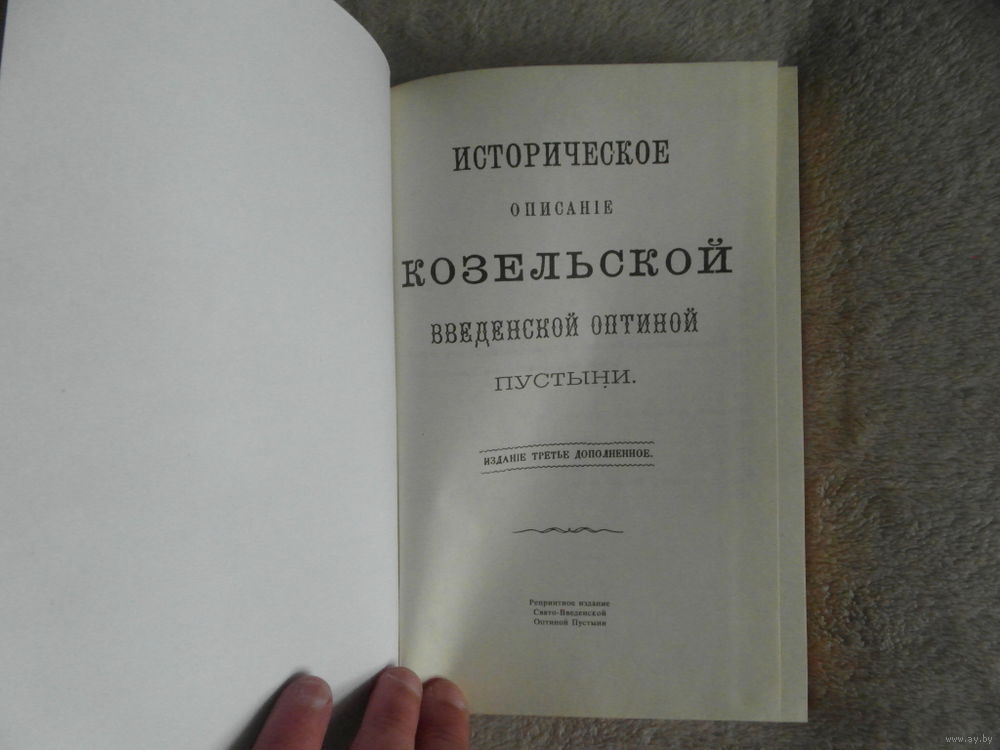 ИСТОРИЧЕСКОЕ
ОПИСАНІЕ
КОЗЕЛЬСКОЙ
ВВЕДЕНСКОЙ ОПТИНОЙ
ПУСТЫНИ.
ИЗДАНІЕ ТРЕТЬЕ ДОПОЛНЕННОЕ.
Репринтное издание
Свято-Введенской
Оптиной Пустыни
www.ay.by